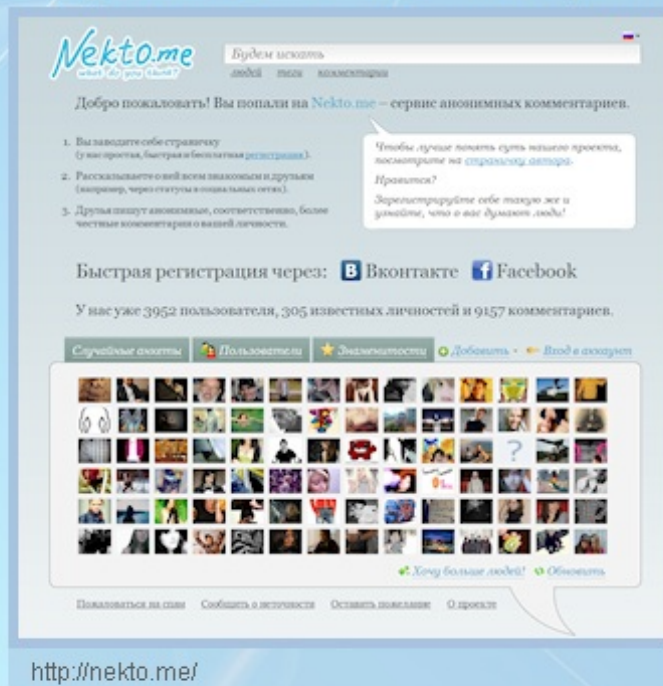 Nekto.me
what do you think?
Будем искать
людей теги комментарии
Добро пожаловать! Вы попали на Nekto.me – сервис анонимных комментариев.
1. Вы заводите себе страничку
(у нас простая, быстрая и бесплатная регистрация).
2. Рассказываете о ней всем знакомым и друзьям
(например, через статусы в социальных сетях).
3. Друзья пишут анонимные, соответственно, более
честные комментарии о вашей личности.
Чтобы лучше понять суть нашего проекта,
посмотрите на страничку автора.
Нравится?
Зарегистрируйте себе такую же и
узнайте, что о вас думают люди!
Быстрая регистрация через: В Вконтакте f Facebook
У нас уже 3952 пользователя, 305 известных личностей и 9157 комментариев.
Случайные анкеты Пользователи Знаменитости Добавить Вход в аккаунт
?
Хочу больше людей! Обновить
Пожаловаться на спам Сообщить о неточности Оставить пожелание О проекте
http://nekto.me/